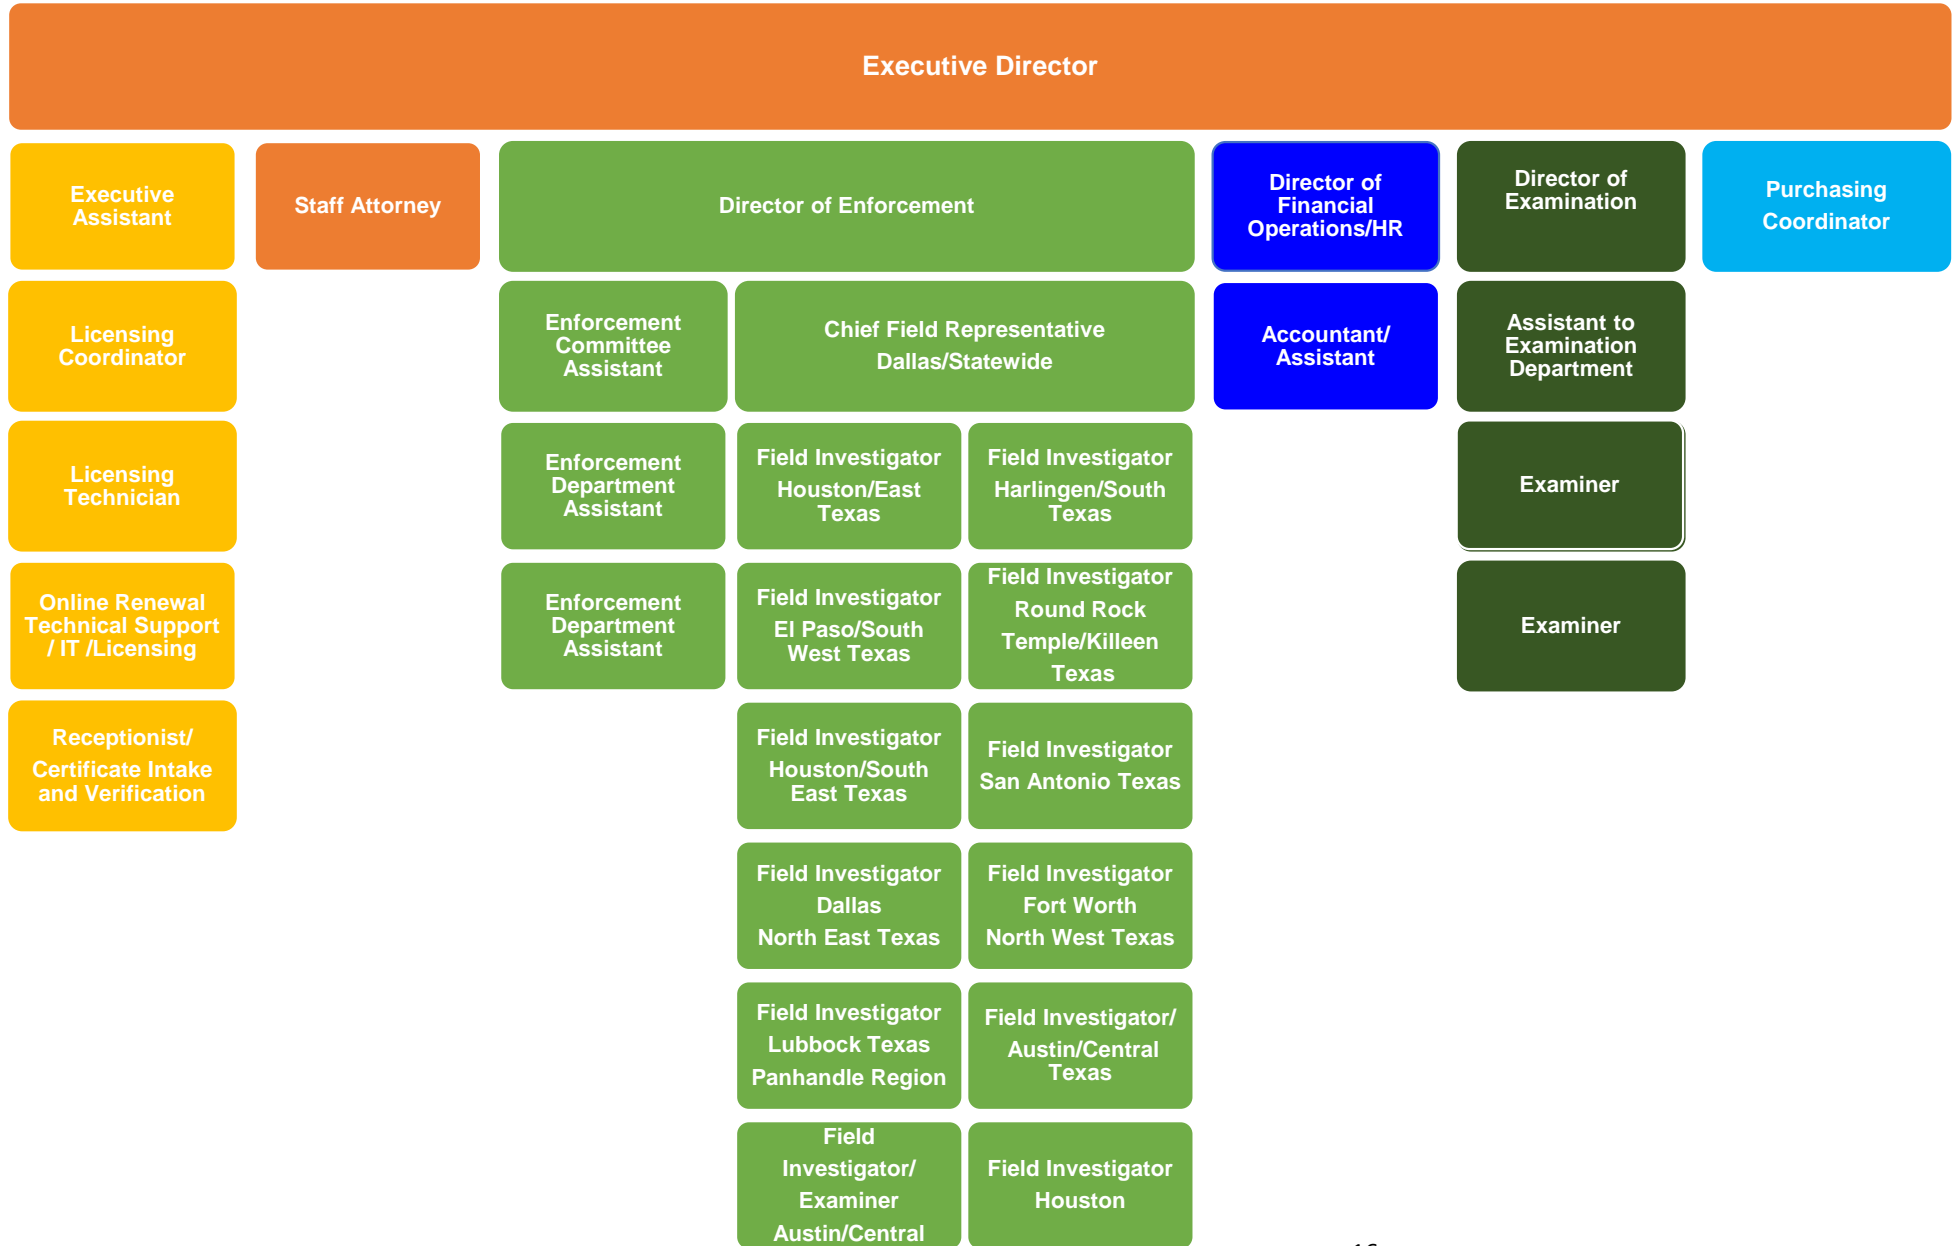 Executive Director
Executive
Assistant
Staff Attorney
Director of Enforcement
Director of
Financial
Operations/HR
Director of
Examination
Purchasing
Coordinator
Licensing
Coordinator
Enforcement
Committee
Assistant
Chief Field Representative
Dallas/Statewide
Accountant/
Assistant
Assistant to
Examination
Department
Licensing
Technician
Enforcement
Department
Assistant
Field Investigator
Houston/East
Texas
Field Investigator
Harlingen/South
Texas
Examiner
Online Renewal
Technical Support
/ IT /Licensing
Enforcement
Department
Assistant
Field Investigator
El Paso/South
West Texas
Field Investigator
Round Rock
Temple/Killeen
Texas
Examiner
Receptionist/
Certificate Intake
and Verification
Field Investigator
Houston/South
East Texas
Field Investigator
San Antonio Texas
Field Investigator
Dallas
North East Texas
Field Investigator
Fort Worth
North West Texas
Field Investigator
Lubbock Texas
Panhandle Region
Field Investigator/
Austin/Central
Texas
Field
Investigator/
Examiner
Austin/Central
Field Investigator
Houston